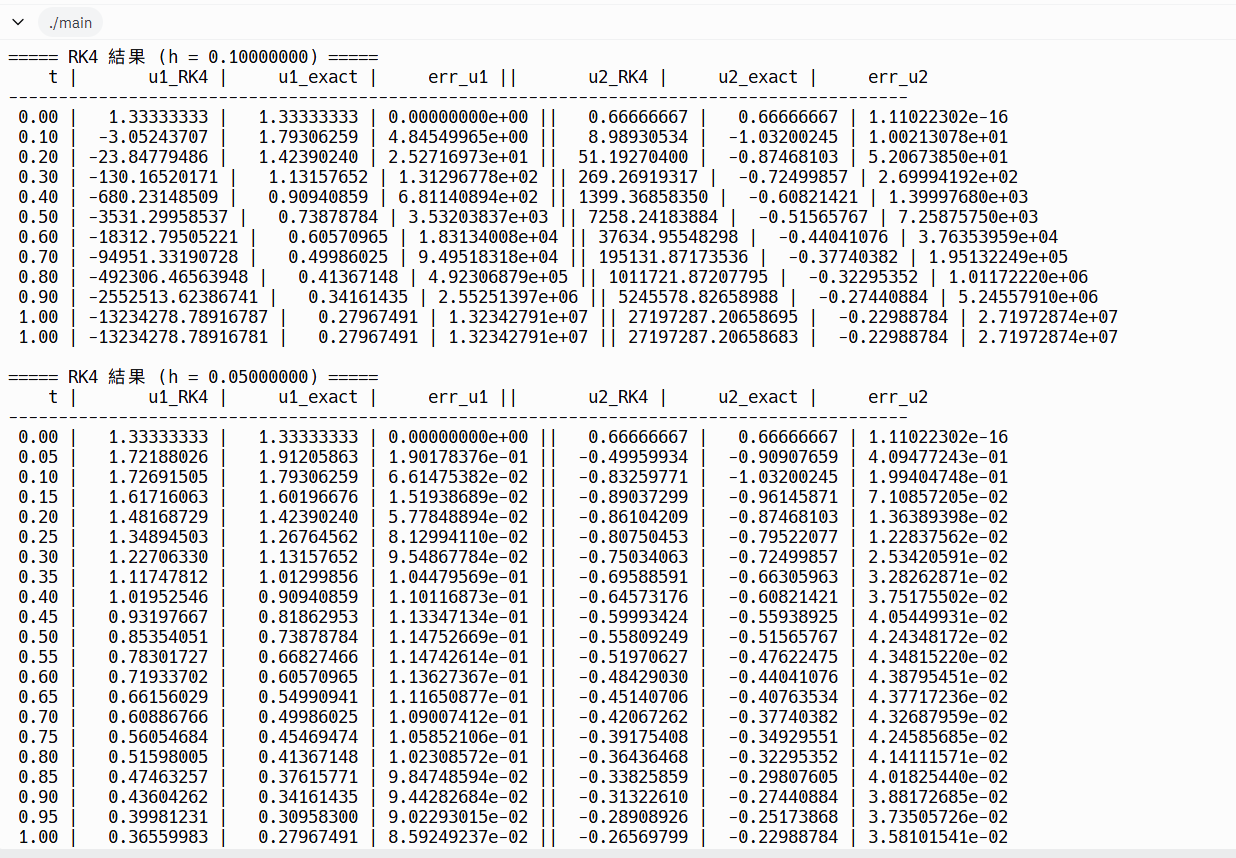 ./main
===== RK4 結果 (h = 0.10000000) =====
t | u1_RK4 | u1_exact | err_u1 || u2_RK4 | u2_exact | err_u2
------------------------------------------------------------------------------------------
0.00 | 1.33333333 | 1.33333333 | 0.00000000e+00 || 0.66666667 | 0.66666667 | 1.11022302e-16
0.10 | -3.05243707 | 1.79306259 | 4.84549965e+00 || 8.98930534 | -1.03200245 | 1.00213078e+01
0.20 | -23.84779486 | 1.42390240 | 2.52716973e+01 || 51.19270400 | -0.87468103 | 5.20673850e+01
0.30 | -130.16520171 | 1.13157652 | 1.31296778e+02 || 269.26919317 | -0.72499857 | 2.69994192e+02
0.40 | -680.23148509 | 0.90940859 | 6.81140894e+02 || 1399.36858350 | -0.60821421 | 1.39997680e+03
0.50 | -3531.29958537 | 0.73878784 | 3.53203837e+03 || 7258.24183884 | -0.51565767 | 7.25875750e+03
0.60 | -18312.79505221 | 0.60570965 | 1.83134008e+04 || 37634.95548298 | -0.44041076 | 3.76353959e+04
0.70 | -94951.33190728 | 0.49986025 | 9.49518318e+04 || 195131.87173536 | -0.37740382 | 1.95132249e+05
0.80 | -492306.46563948 | 0.41367148 | 4.92306879e+05 || 1011721.87207795 | -0.32295352 | 1.01172220e+06
0.90 | -2552513.62386741 | 0.34161435 | 2.55251397e+06 || 5245578.82658988 | -0.27440884 | 5.24557910e+06
1.00 | -13234278.78916787 | 0.27967491 | 1.32342791e+07 || 27197287.20658695 | -0.22988784 | 2.71972874e+07
1.00 | -13234278.78916781 | 0.27967491 | 1.32342791e+07 || 27197287.20658683 | -0.22988784 | 2.71972874e+07
===== RK4 結果 (h = 0.05000000) =====
t | u1_RK4 | u1_exact | err_u1 || u2_RK4 | u2_exact | err_u2
------------------------------------------------------------------------------------------
0.00 | 1.33333333 | 1.33333333 | 0.00000000e+00 || 0.66666667 | 0.66666667 | 1.11022302e-16
0.05 | 1.72188026 | 1.91205863 | 1.90178376e-01 || -0.49959934 | -0.90907659 | 4.09477243e-01
0.10 | 1.72691505 | 1.79306259 | 6.61475382e-02 || -0.83259771 | -1.03200245 | 1.99404748e-01
0.15 | 1.61716063 | 1.60196676 | 1.51938689e-02 || -0.89037299 | -0.96145871 | 7.10857205e-02
0.20 | 1.48168729 | 1.42390240 | 5.77848894e-02 || -0.86104209 | -0.87468103 | 1.36389398e-02
0.25 | 1.34894503 | 1.26764562 | 8.12994110e-02 || -0.80750453 | -0.79522077 | 1.22837562e-02
0.30 | 1.22706330 | 1.13157652 | 9.54867784e-02 || -0.75034063 | -0.72499857 | 2.53420591e-02
0.35 | 1.11747812 | 1.01299856 | 1.04479569e-01 || -0.69588591 | -0.66305963 | 3.28262871e-02
0.40 | 1.01952546 | 0.90940859 | 1.10116873e-01 || -0.64573176 | -0.60821421 | 3.75175502e-02
0.45 | 0.93197667 | 0.81862953 | 1.13347134e-01 || -0.59993424 | -0.55938925 | 4.05449931e-02
0.50 | 0.85354051 | 0.73878784 | 1.14752669e-01 || -0.55809249 | -0.51565767 | 4.24348172e-02
0.55 | 0.78301727 | 0.66827466 | 1.14742614e-01 || -0.51970627 | -0.47622475 | 4.34815220e-02
0.60 | 0.71933702 | 0.60570965 | 1.13627367e-01 || -0.48429030 | -0.44041076 | 4.38795451e-02
0.65 | 0.66156029 | 0.54990941 | 1.11650877e-01 || -0.45140706 | -0.40763534 | 4.37717236e-02
0.70 | 0.60886766 | 0.49986025 | 1.09007412e-01 || -0.42067262 | -0.37740382 | 4.32687959e-02
0.75 | 0.56054684 | 0.45469474 | 1.05852106e-01 || -0.39175408 | -0.34929551 | 4.24585685e-02
0.80 | 0.51598005 | 0.41367148 | 1.02308572e-01 || -0.36436468 | -0.32295352 | 4.14111571e-02
0.85 | 0.47463257 | 0.37615771 | 9.84748594e-02 || -0.33825859 | -0.29807605 | 4.01825440e-02
0.90 | 0.43604262 | 0.34161435 | 9.44282684e-02 || -0.31322610 | -0.27440884 | 3.88172685e-02
0.95 | 0.39981231 | 0.30958300 | 9.02293015e-02 || -0.28908926 | -0.25173868 | 3.73505726e-02
1.00 | 0.36559983 | 0.27967491 | 8.59249237e-02 || -0.26569799 | -0.22988784 | 3.58101541e-02